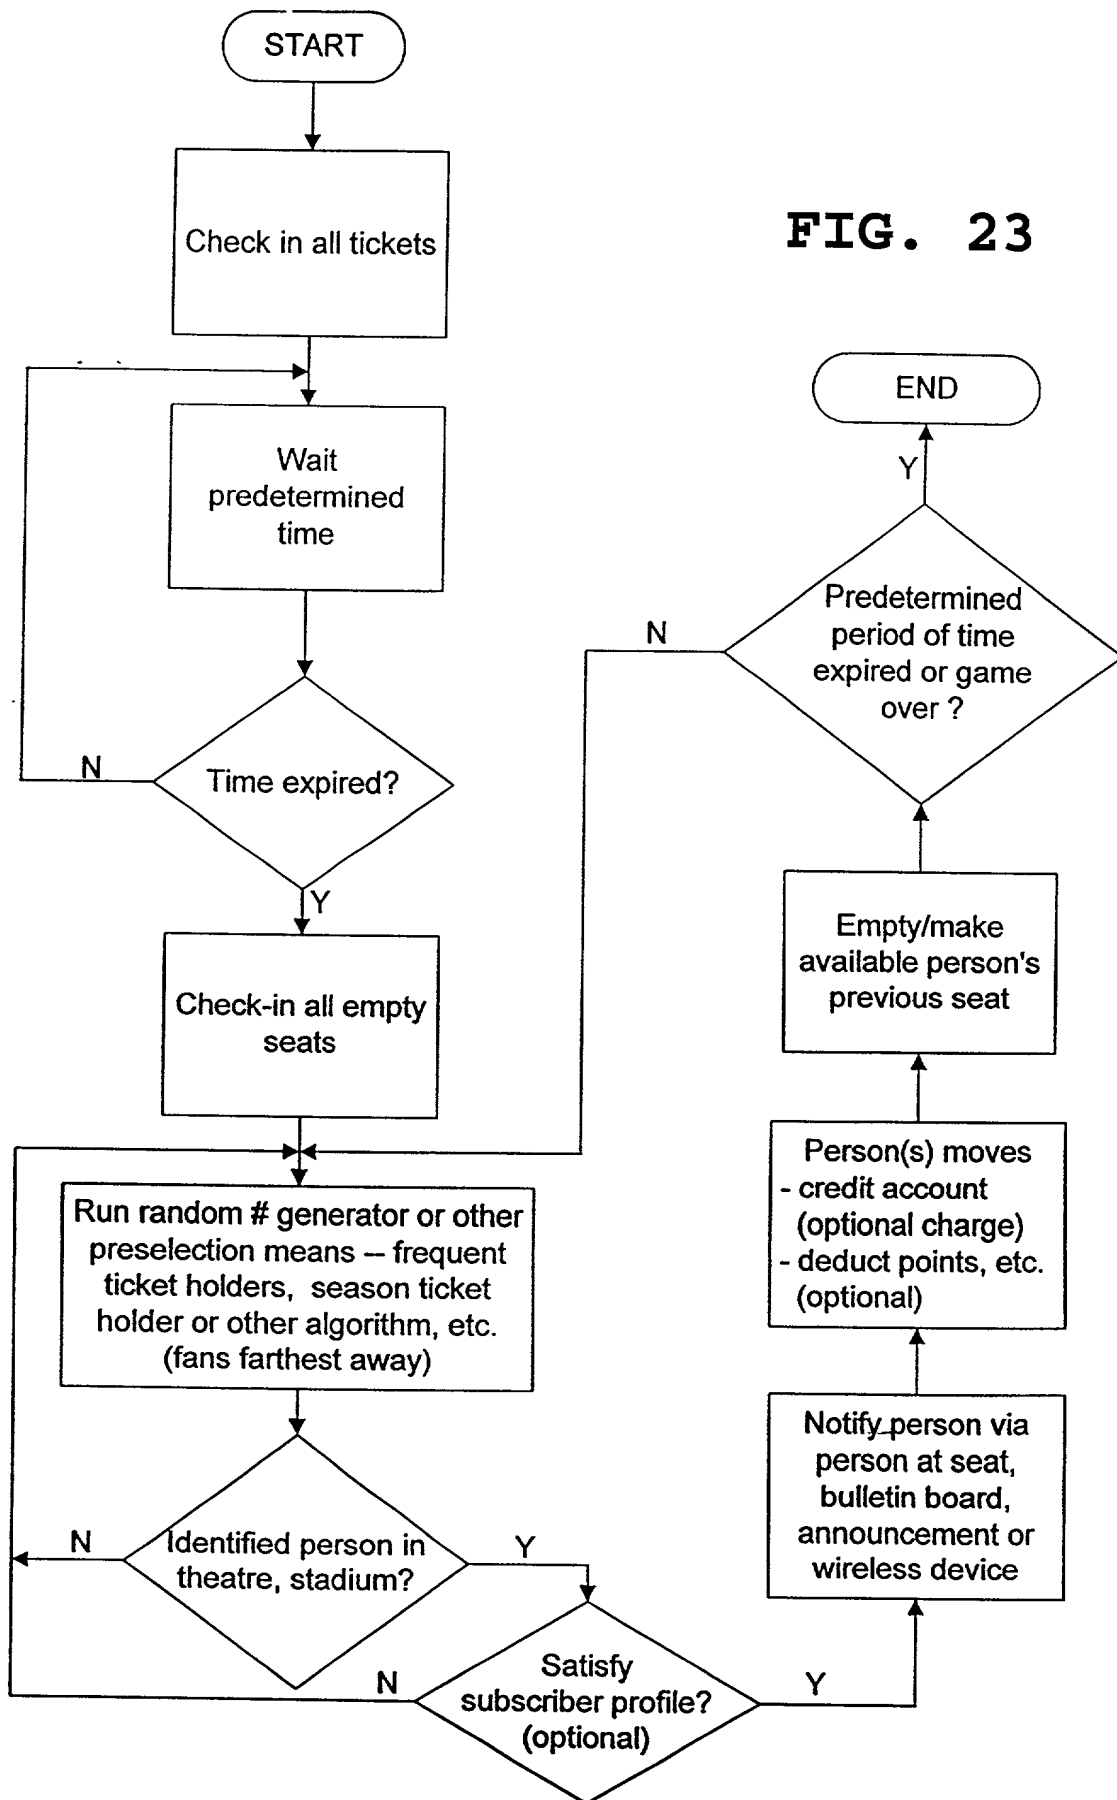 START
Check in all tickets
FIG. 23
Wait
predetermined
time
N
Time expired?
Y
Check-in all empty
seats
Run random # generator or other
preselection means – frequent
ticket holders, season ticket
holder or other algorithm, etc.
(fans farthest away)
N
Identified person in
theatre, stadium?
Y
N
Satisfy
subscriber profile?
(optional)
Y
Notify person via
person at seat,
bulletin board,
announcement or
wireless device
Person(s) moves
- credit account
(optional charge)
- deduct points, etc.
(optional)
Empty/make
available person's
previous seat
Predetermined
period of time
expired or game
over ?
N
Y
END